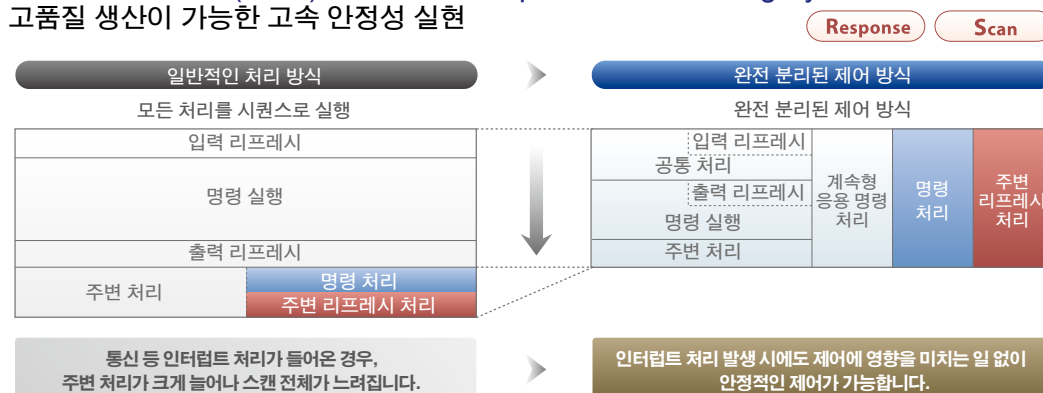 고품질 생산이 가능한 고속 안정성 실현
Response
Scan
일반적인 처리 방식
완전 분리된 제어 방식
모든 처리를 시퀀스로 실행
완전 분리된 제어 방식
입력 리프레시
명령 실행
출력 리프레시
주변 처리
명령 처리
주변 리프레시 처리
입력 리프레시
공통 처리
출력 리프레시
명령 실행
주변 처리
계속형
응용 명령
처리
명령
처리
주변
리프레시
처리
통신 등 인터럽트 처리가 들어온 경우,
주변 처리가 크게 늘어나 스캔 전체가 느려집니다.
인터럽트 처리 발생 시에도 제어에 영향을 미치는 일 없이
안정적인 제어가 가능합니다.